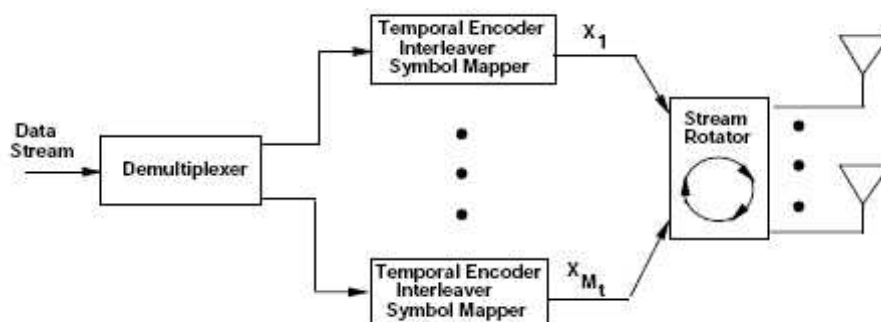 Temporal Encoder
Interleaver
Symbol Mapper
X1
Data
Stream
Demultiplexer
Stream
Rotator
Temporal Encoder
Interleaver
Symbol Mapper
XMt